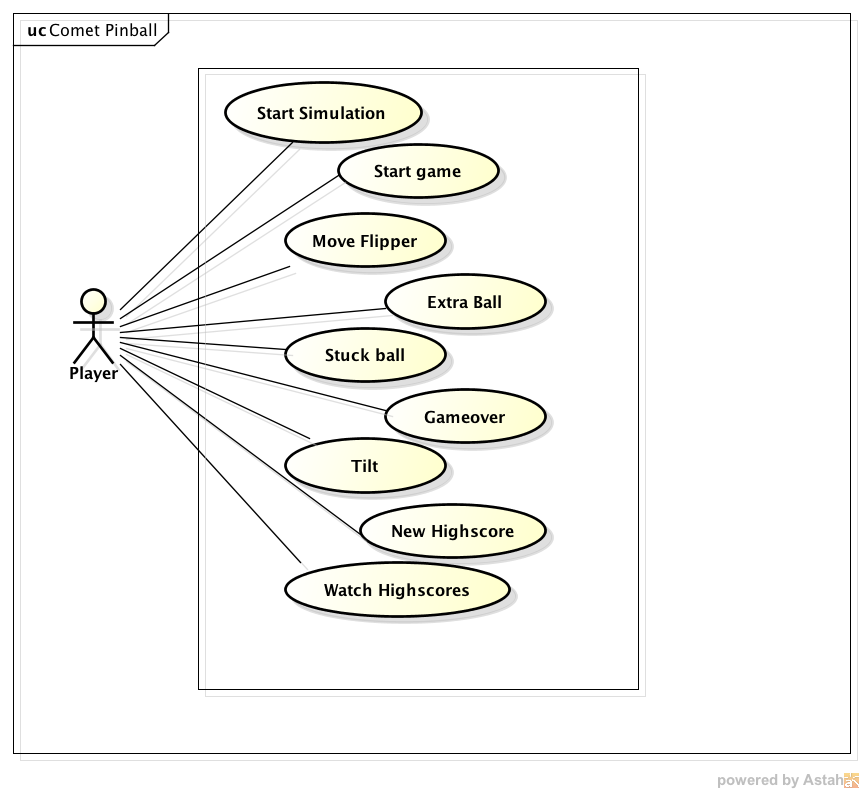 uc Comet Pinball
Start Simulation
Start game
Move Flipper
Extra Ball
Player
Stuck ball
Gameover
Tilt
New Highscore
Watch Highscores
powered by Astah